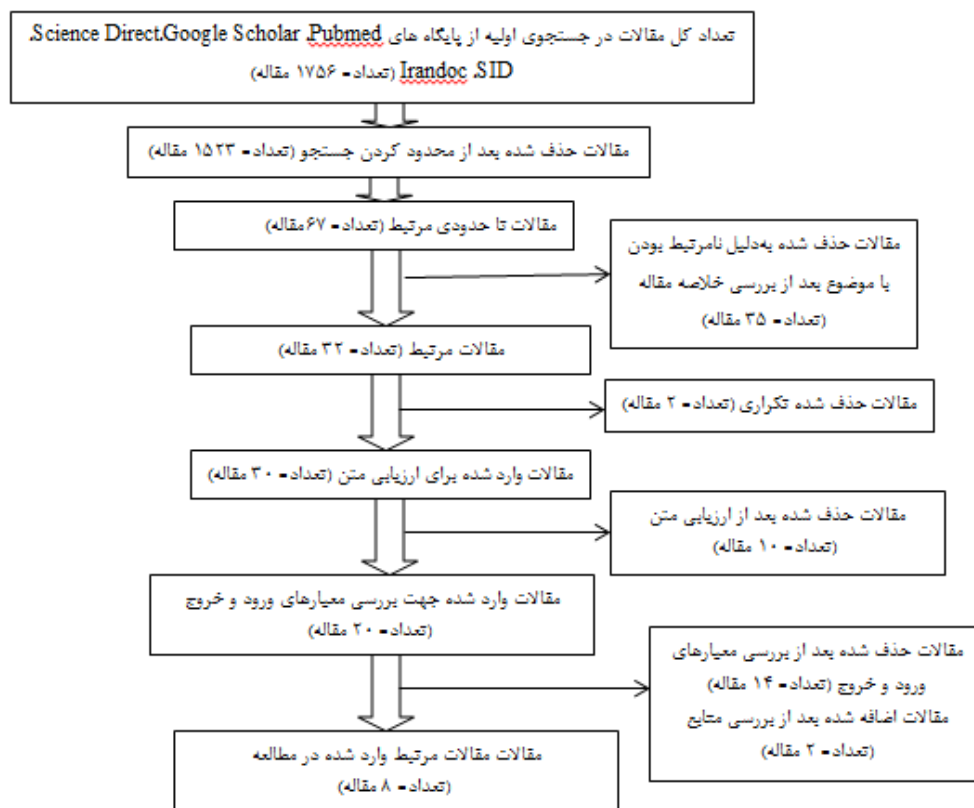 تعداد کل مقالات در جستجوی اولیه از پایگاه های Science Direct،Google Scholar ،Pubmed،
Irandoc ،SID (تعداد= ۱۷۵۶ مقاله)
مقالات حذف شده بعد از محدود کردن جستجو (تعداد= ۱۵۲۳ مقاله)
مقالات تا حدودی مرتبط (تعداد= ۶۷مقاله)
مقالات حذف شده به‌دلیل نامرتبط بودن
با موضوع بعد از بررسی خلاصه مقاله
(تعداد= ۳۵ مقاله)
مقالات مرتبط (تعداد= ۳۲ مقاله)
مقالات حذف شده تکراری (تعداد= ۲ مقاله)
مقالات وارد شده برای ارزیابی متن (تعداد= ۳۰ مقاله)
مقالات حذف شده بعد از ارزیابی متن
(تعداد= ۱۰ مقاله)
مقالات وارد شده جهت بررسی معیارهای ورود و خروج
(تعداد= ۲۰ مقاله)
مقالات حذف شده بعد از بررسی معیارهای
ورود و خروج (تعداد= ۱۴ مقاله)
مقالات اضافه شده بعد از بررسی منابع
(تعداد= ۲ مقاله)
مقالات مقالات مرتبط وارد شده در مطالعه
(تعداد= ۸ مقاله)